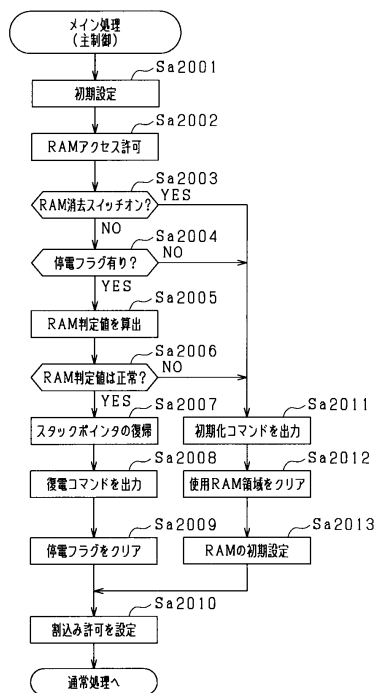 メイン処理
(主制御)
Sa2001
初期設定
Sa2002
RAMアクセス許可
Sa2003
RAM消去スイッチオン?
YES
NO
Sa2004
停電フラグ有り?
NO
YES
Sa2005
RAM判定値を算出
Sa2006
RAM判定値は正常?
NO
YES
Sa2007
スタックポインタの復帰
Sa2011
初期化コマンドを出力
Sa2008
復電コマンドを出力
Sa2012
使用RAM領域をクリア
Sa2009
停電フラグをクリア
Sa2013
RAMの初期設定
Sa2010
割込み許可を設定
通常処理へ